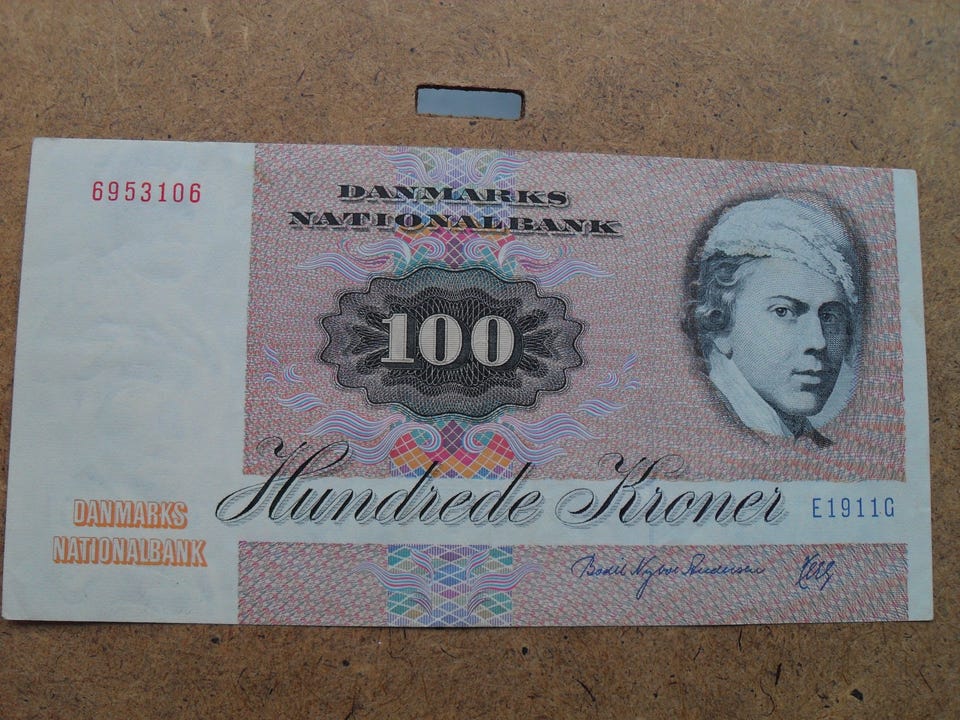 6953106
DANMARKS
NATIONALBANK
100
Hundrede Kroner
E1911G
DANMARKS
NATIONALBANK
Bodil Nyboe Andersen